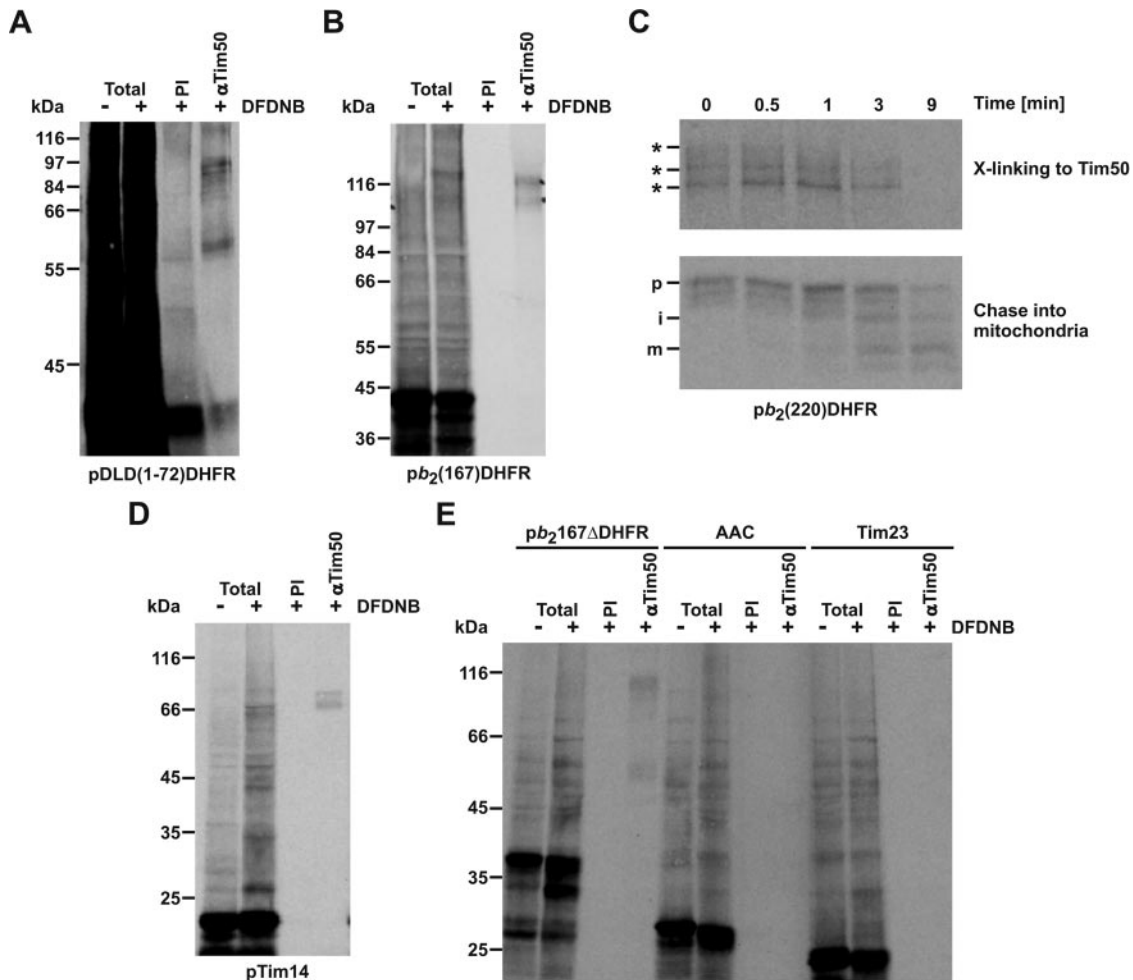 A
Total
PI
αTim50
kDa
- + + + DFDNB
116
97
84
66
55
45
pDLD(1-72)DHFR
B
Total
PI
αTim50
kDa
- + + +
116
97
84
66
55
45
36
pb2(167)DHFR
C
0 0.5 1 3 9 Time [min]
*
*
*
X-linking to Tim50
p
i
m
Chase into
mitochondria
pb2(220)DHFR
D
Total
PI
αTim50
kDa
- + + + DFDNB
116
66
45
35
25
pTim14
E
pb2167ΔDHFR AAC Tim23
Total PI αTim50 Total PI αTim50 Total PI αTim50
kDa
- + + + - + + + - + + + DFDNB
116
66
45
35
25